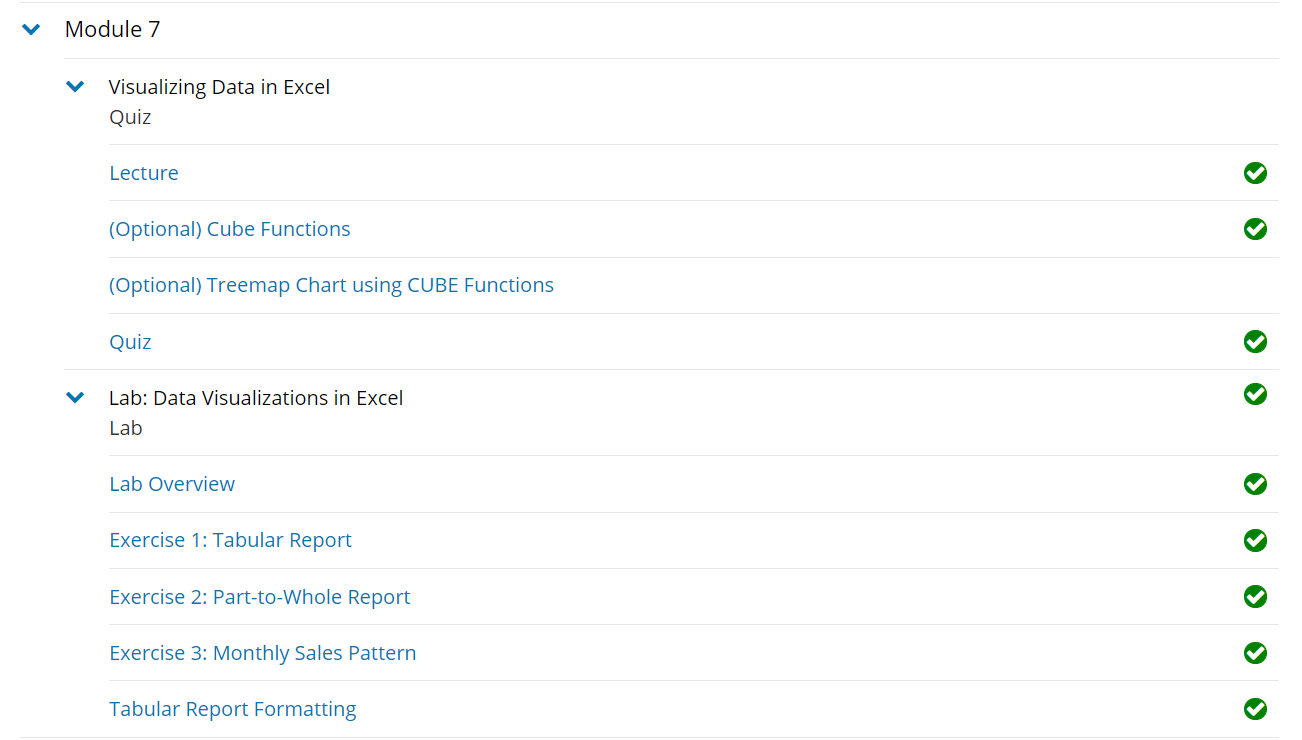 Module 7
Visualizing Data in Excel
Quiz
Lecture
(Optional) Cube Functions
(Optional) Treemap Chart using CUBE Functions
Quiz
Lab: Data Visualizations in Excel
Lab
Lab Overview
Exercise 1: Tabular Report
Exercise 2: Part-to-Whole Report
Exercise 3: Monthly Sales Pattern
Tabular Report Formatting